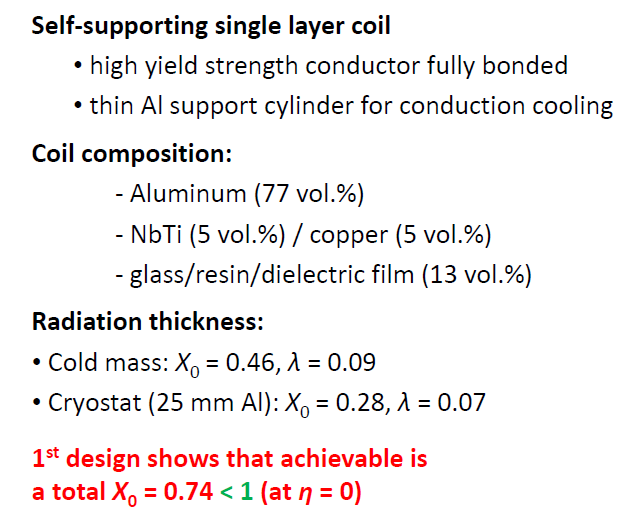 Self-supporting single layer coil
• high yield strength conductor fully bonded
• thin Al support cylinder for conduction cooling
Coil composition:
- Aluminum (77 vol.%)
- NbTi (5 vol.%) / copper (5 vol.%)
- glass/resin/dielectric film (13 vol.%)
Radiation thickness:
• Cold mass: X₀ = 0.46, λ = 0.09
• Cryostat (25 mm Al): X₀ = 0.28, λ = 0.07
1ˢᵗ design shows that achievable is
a total X₀ = 0.74 < 1 (at η = 0)